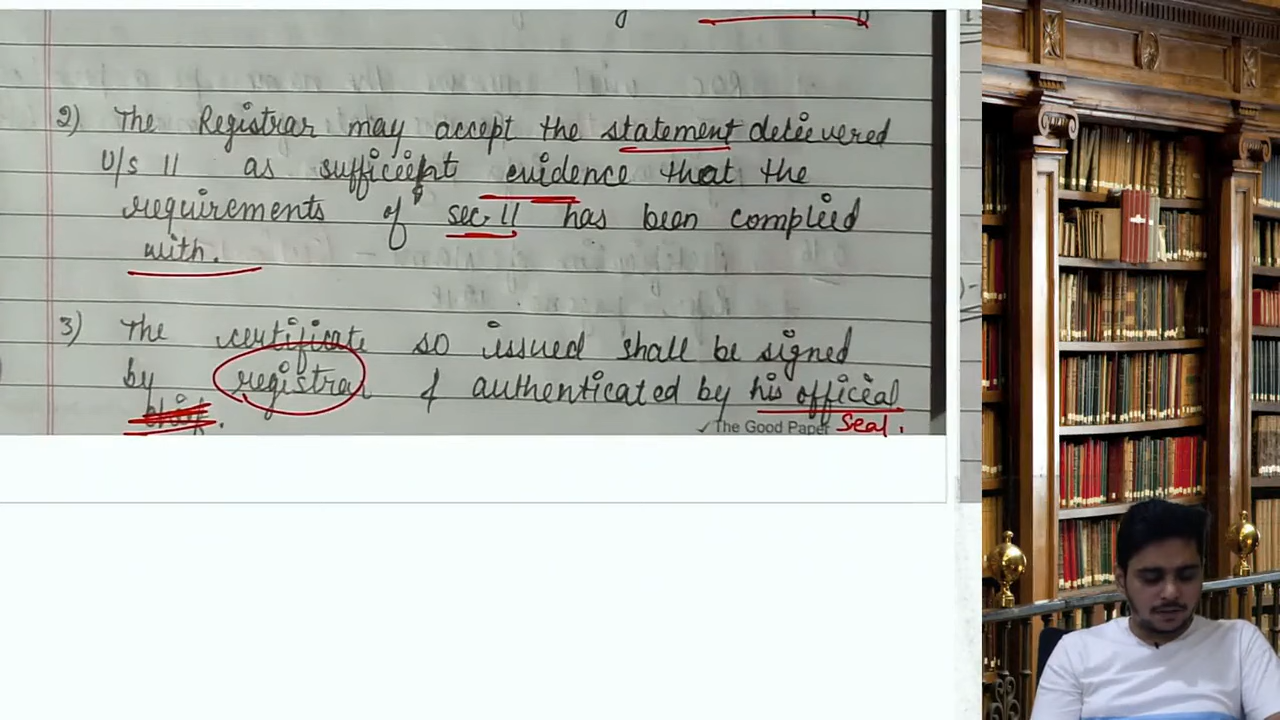 2) The Registrar may accept the statement delievered
U/s 11 as sufficient evidence that the
requirements of sec. 11 has been complied
with.
3) The certificate so issued shall be signed
by registrar & authenticated by his official
The Good Paper Seal.